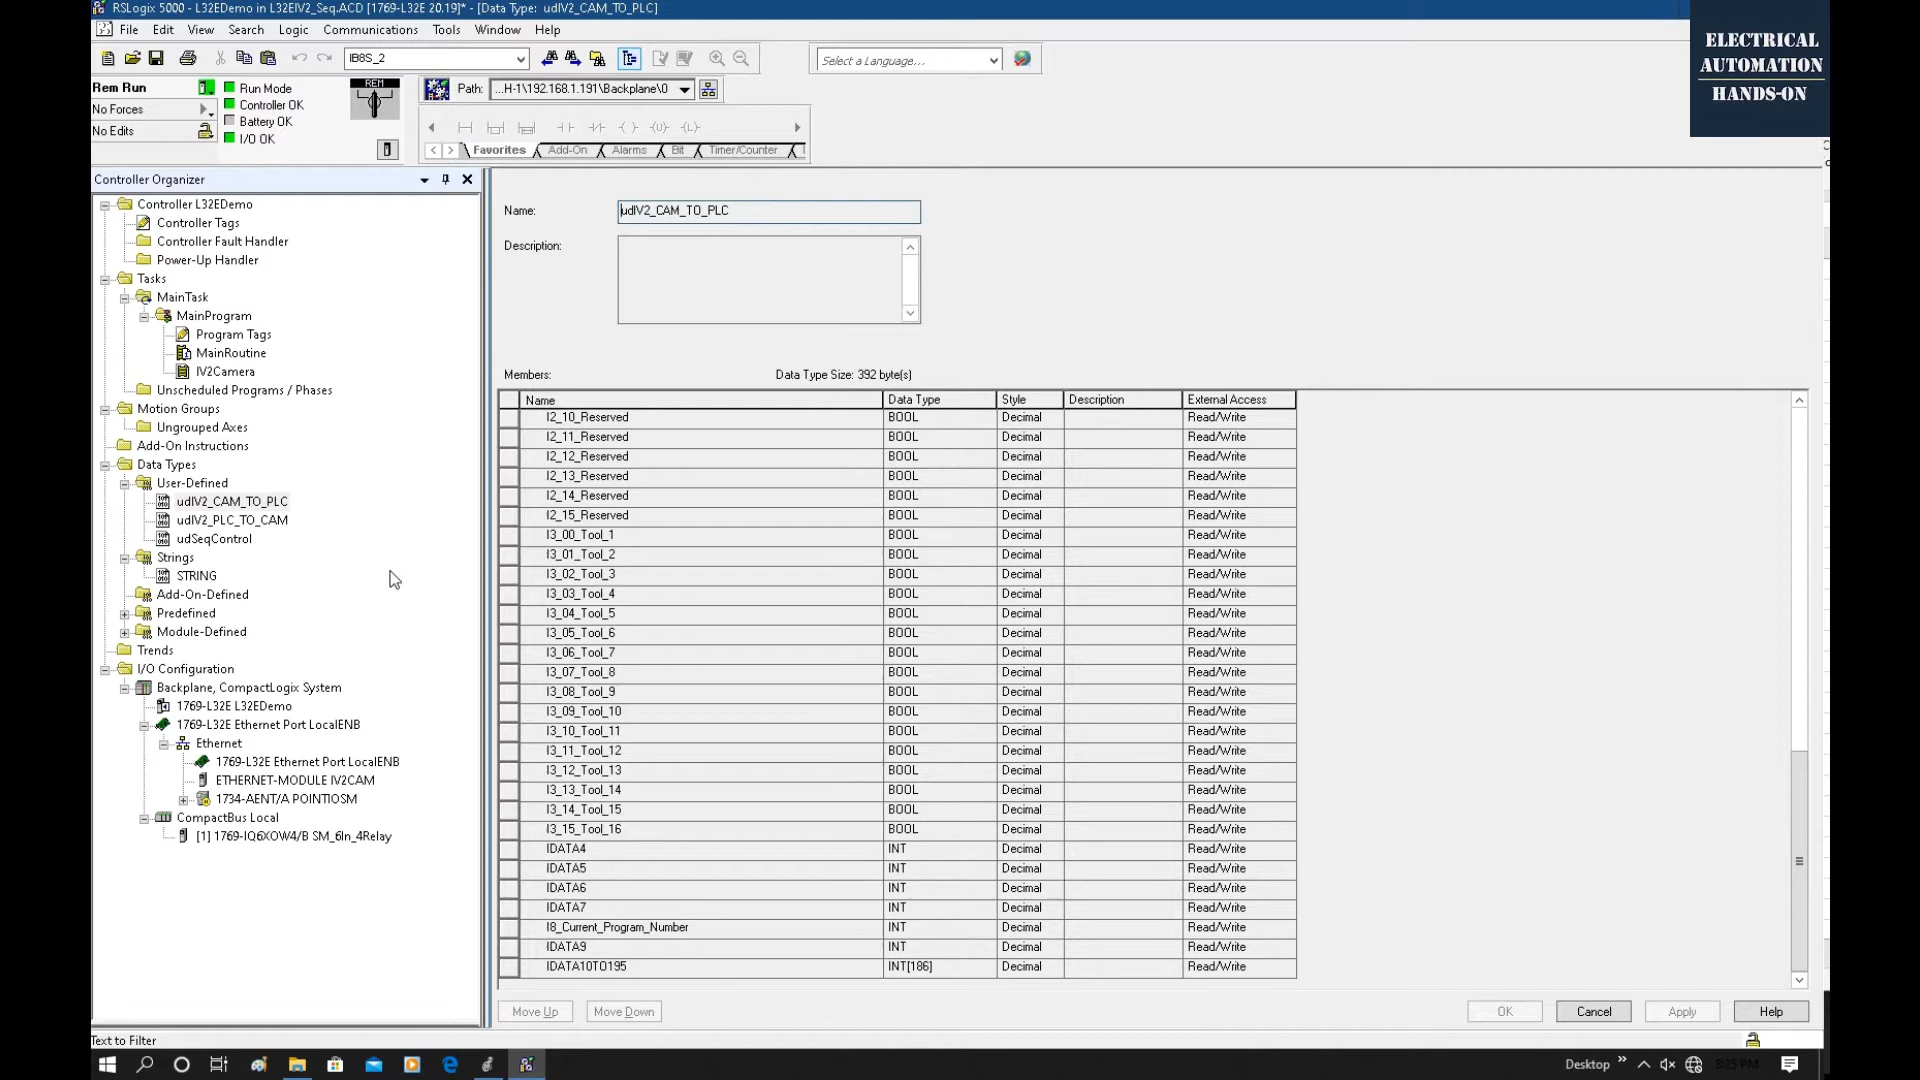 RSLogix 5000 - L32EDemo in L32EIV2_Seq.ACD [1769-L32E 20.19]* - [Data Type: udIV2_CAM_TO_PLC]
File Edit View Search Logic Communications Tools Window Help
ELECTRICAL
AUTOMATION
HANDS-ON
IB8S_2
Select a Language...
Rem Run
No Forces
No Edits
Run Mode
Controller OK
Battery OK
I/O OK
REM
Path: ...H-1\192.168.1.191\Backplane\0
Favorites Add-On Alarms Bit Timer/Counter
Controller Organizer
Controller L32EDemo
Controller Tags
Controller Fault Handler
Power-Up Handler
Tasks
MainTask
MainProgram
Program Tags
MainRoutine
IV2Camera
Unscheduled Programs / Phases
Motion Groups
Ungrouped Axes
Add-On Instructions
Data Types
User-Defined
udIV2_CAM_TO_PLC
udIV2_PLC_TO_CAM
udSeqControl
Strings
STRING
Add-On-Defined
Predefined
Module-Defined
Trends
I/O Configuration
Backplane, CompactLogix System
1769-L32E L32EDemo
1769-L32E Ethernet Port LocalENB
Ethernet
1769-L32E Ethernet Port LocalENB
ETHERNET-MODULE IV2CAM
1734-AENT/A POINTIOSM
CompactBus Local
[1] 1769-IQ6XOW4/B SM_6In_4Relay
Name: udIV2_CAM_TO_PLC
Description:
Members: Data Type Size: 392 byte(s)
Name Data Type Style Description External Access
I2_10_Reserved BOOL Decimal Read/Write
I2_11_Reserved BOOL Decimal Read/Write
I2_12_Reserved BOOL Decimal Read/Write
I2_13_Reserved BOOL Decimal Read/Write
I2_14_Reserved BOOL Decimal Read/Write
I2_15_Reserved BOOL Decimal Read/Write
I3_00_Tool_1 BOOL Decimal Read/Write
I3_01_Tool_2 BOOL Decimal Read/Write
I3_02_Tool_3 BOOL Decimal Read/Write
I3_03_Tool_4 BOOL Decimal Read/Write
I3_04_Tool_5 BOOL Decimal Read/Write
I3_05_Tool_6 BOOL Decimal Read/Write
I3_06_Tool_7 BOOL Decimal Read/Write
I3_07_Tool_8 BOOL Decimal Read/Write
I3_08_Tool_9 BOOL Decimal Read/Write
I3_09_Tool_10 BOOL Decimal Read/Write
I3_10_Tool_11 BOOL Decimal Read/Write
I3_11_Tool_12 BOOL Decimal Read/Write
I3_12_Tool_13 BOOL Decimal Read/Write
I3_13_Tool_14 BOOL Decimal Read/Write
I3_14_Tool_15 BOOL Decimal Read/Write
I3_15_Tool_16 BOOL Decimal Read/Write
IDATA4 INT Decimal Read/Write
IDATA5 INT Decimal Read/Write
IDATA6 INT Decimal Read/Write
IDATA7 INT Decimal Read/Write
I8_Current_Program_Number INT Decimal Read/Write
IDATA9 INT Decimal Read/Write
IDATA10TO195 INT[186] Decimal Read/Write
Move Up Move Down OK Cancel Apply Help
Text to Filter
Desktop 8:25 PM